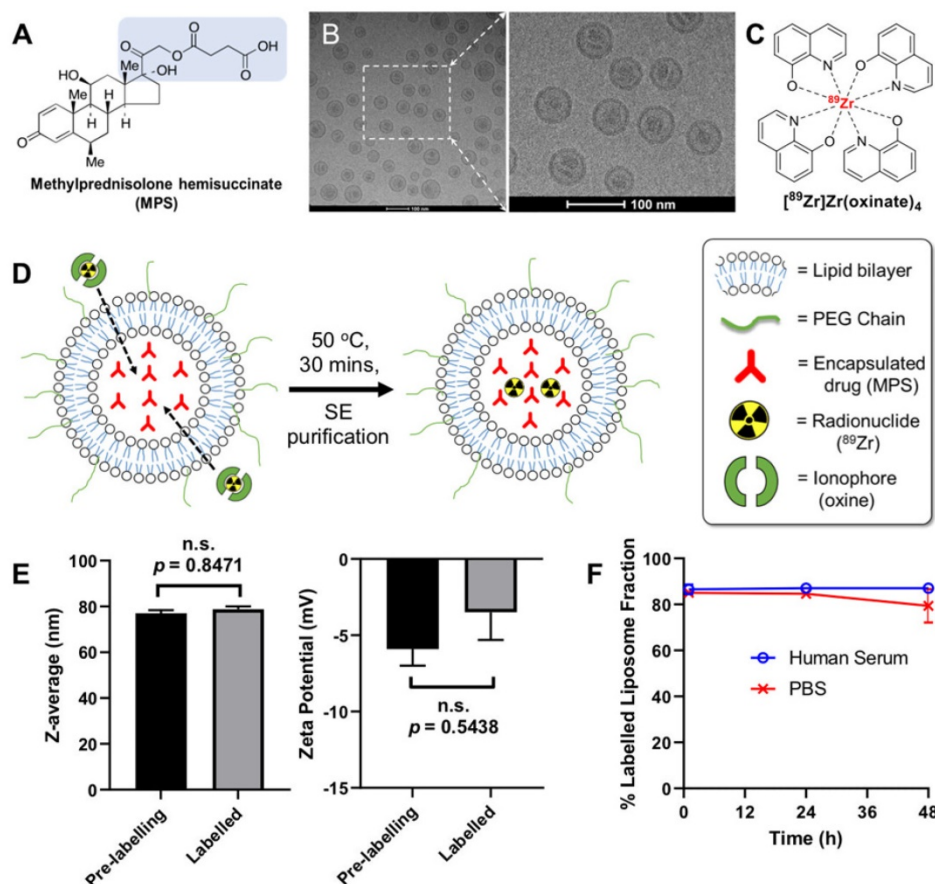 A
O
O
OH
O
Me
O
HO
OH
Me
H
H
H
O
Me
Methylprednisolone hemisuccinate
(MPS)
B
100 nm
100 nm
C
N
O
O
N
89Zr
N
O
O
N
[89Zr]Zr(oxinate)4
D
50 ºC,
30 mins,
SE
purification
= Lipid bilayer
= PEG Chain
= Encapsulated
drug (MPS)
= Radionuclide
(89Zr)
= Ionophore
(oxine)
E
n.s.
p = 0.8471
100
80
60
40
20
0
Z-average (nm)
Pre-labelling
Labelled
0
-5
-10
-15
Zeta Potential (mV)
n.s.
p = 0.5438
Pre-labelling
Labelled
F
100
80
60
40
20
0
% Labelled Liposome Fraction
Human Serum
PBS
0
12
24
36
48
Time (h)